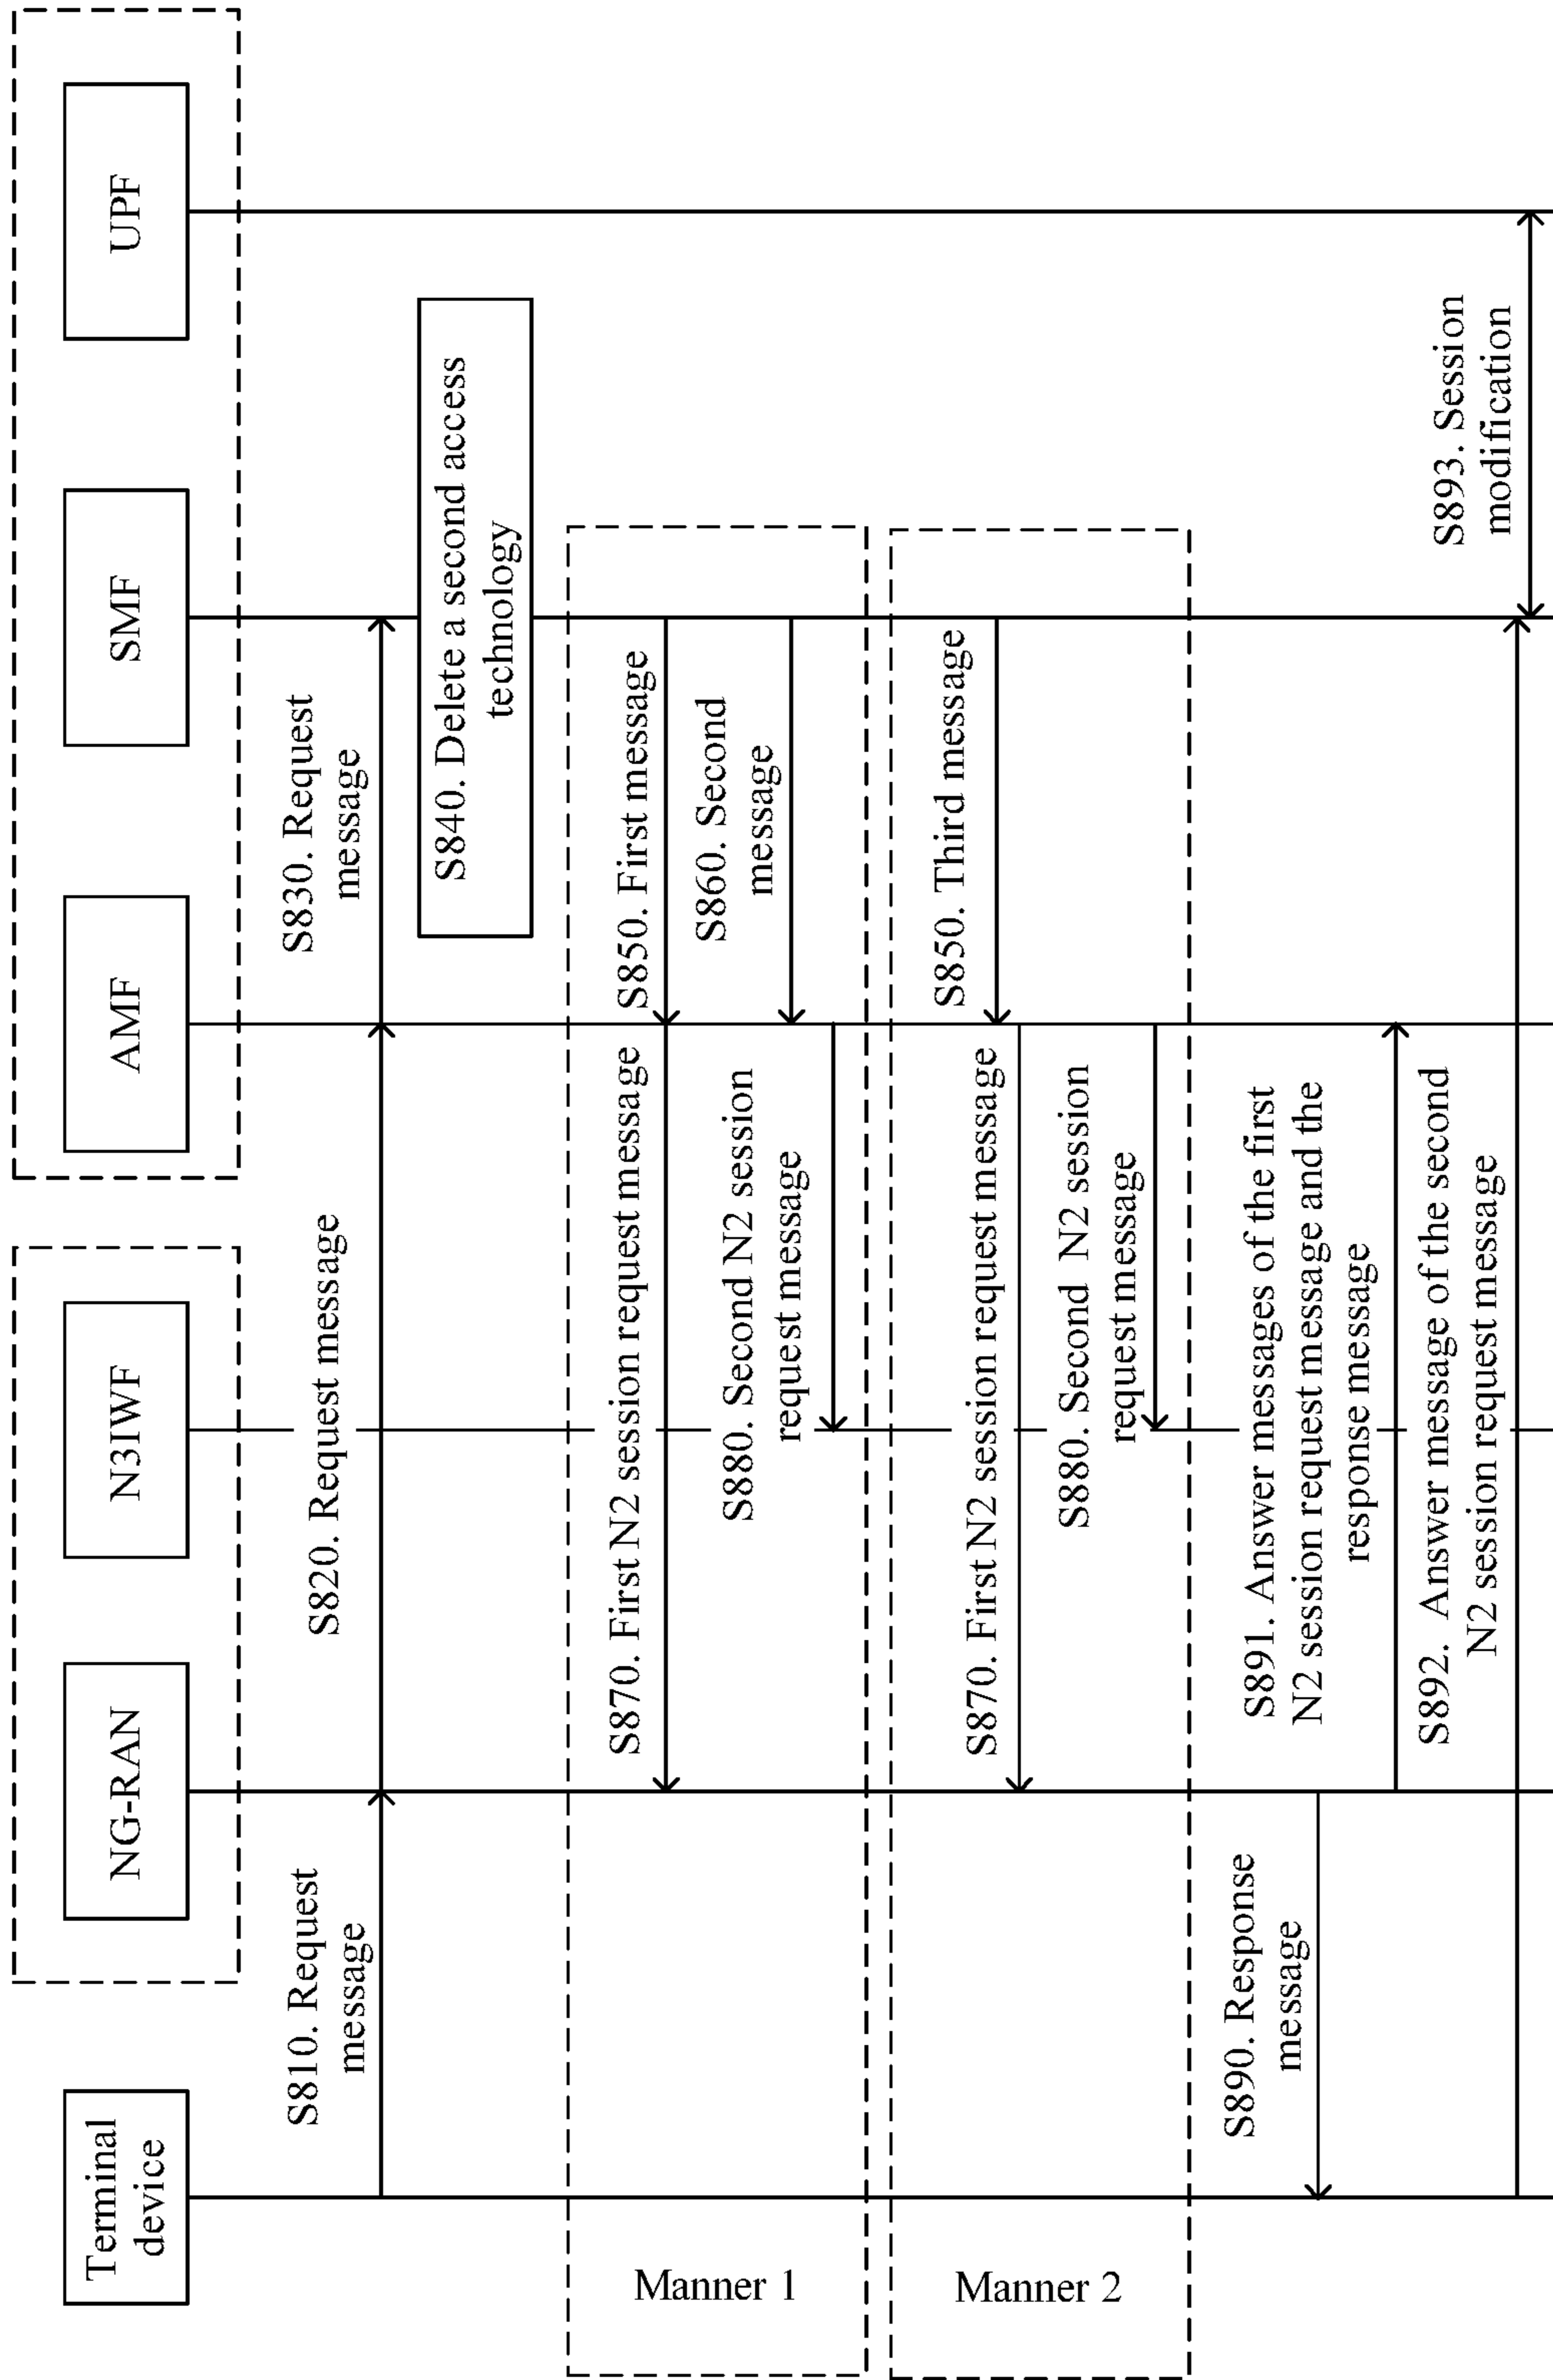 Terminal
device
NG-RAN
N3IWF
AMF
SMF
UPF
S810. Request
message
S820. Request message
S830. Request
message
S840. Delete a second access
technology
Manner 1
S850. First message
S860. Second
message
S870. First N2 session request message
S880. Second N2 session
request message
Manner 2
S850. Third message
S870. First N2 session request message
S880. Second N2 session
request message
S890. Response
message
S891. Answer messages of the first
N2 session request message and the
response message
S892. Answer message of the second
N2 session request message
S893. Session
modification